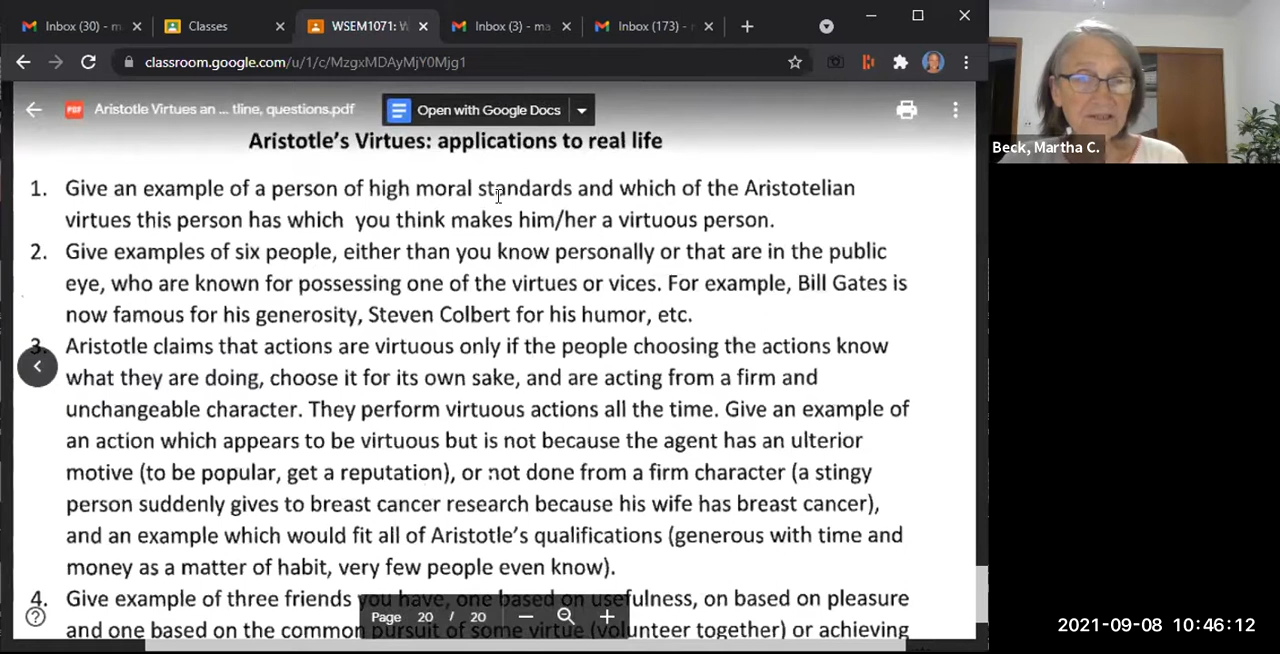 Inbox (30) - m
Classes
WSEM1071: W
Inbox (3) - ma
Inbox (173) -
classroom.google.com/u/1/c/MzgxMDAyMjY0Mjg1
PDF Aristotle Virtues an ... tline, questions.pdf
Open with Google Docs
Aristotle's Virtues: applications to real life
1. Give an example of a person of high moral standards and which of the Aristotelian
virtues this person has which you think makes him/her a virtuous person.
2. Give examples of six people, either than you know personally or that are in the public
eye, who are known for possessing one of the virtues or vices. For example, Bill Gates is
now famous for his generosity, Steven Colbert for his humor, etc.
3. Aristotle claims that actions are virtuous only if the people choosing the actions know
what they are doing, choose it for its own sake, and are acting from a firm and
unchangeable character. They perform virtuous actions all the time. Give an example of
an action which appears to be virtuous but is not because the agent has an ulterior
motive (to be popular, get a reputation), or not done from a firm character (a stingy
person suddenly gives to breast cancer research because his wife has breast cancer),
and an example which would fit all of Aristotle's qualifications (generous with time and
money as a matter of habit, very few people even know).
4. Give example of three friends you have, one based on usefulness, on based on pleasure
and one based on the common pursuit of some virtue (volunteer together) or achieving
Page 20 / 20
Beck, Martha C.
2021-09-08 10:46:12